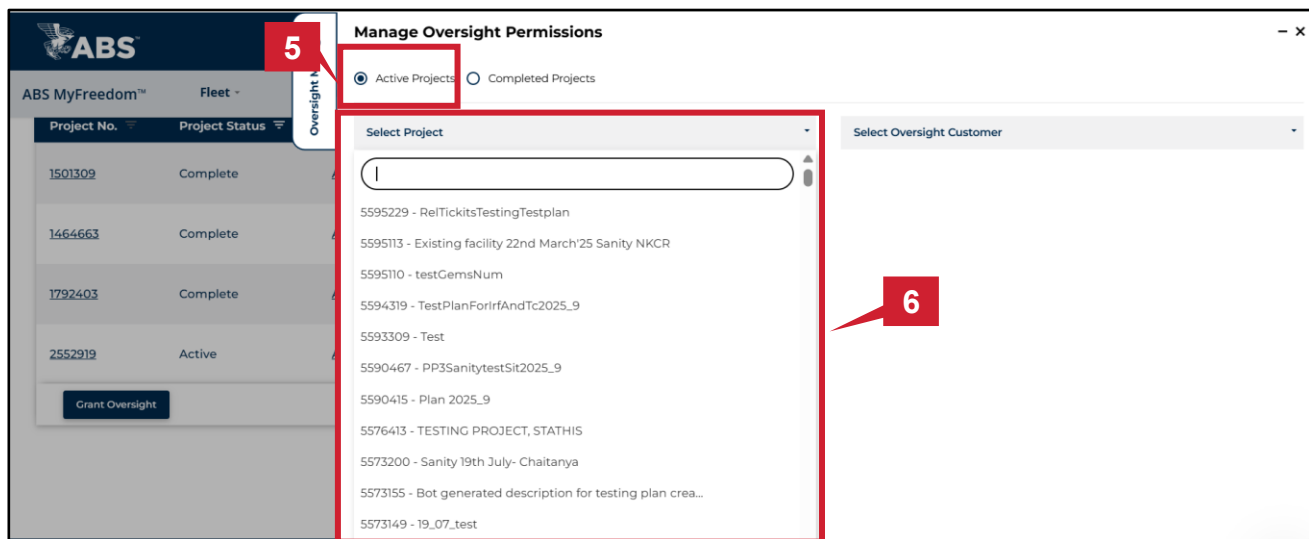 ABS
5
Oversight
Manage Oversight Permissions
ABS MyFreedom™
Fleet
Active Projects
Completed Projects
Project No.
Project Status
Select Project
Select Oversight Customer
1501309
Complete
1464663
Complete
1792403
Complete
2552919
Active
Grant Oversight
5595229 - RelTickitsTestingTestplan
5595113 - Existing facility 22nd March'25 Sanity NKCR
5595110 - testGemsNum
5594319 - TestPlanForIrfAndTc2025_9
5593309 - Test
5590467 - PP3SanitytestSit2025_9
5590415 - Plan 2025_9
5576413 - TESTING PROJECT, STATHIS
5573200 - Sanity 19th July- Chaitanya
5573155 - Bot generated description for testing plan crea...
5573149 - 19_07_test
6